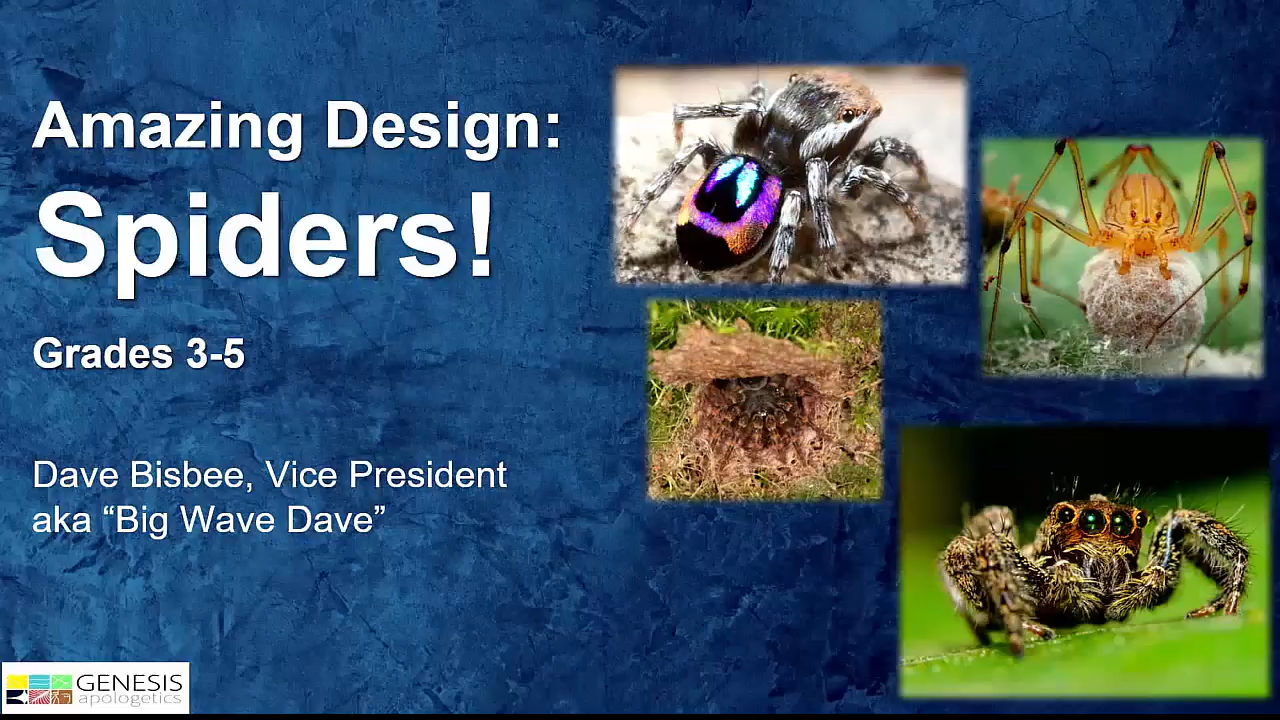 Amazing Design:
Spiders!
Grades 3-5
Dave Bisbee, Vice President
aka “Big Wave Dave”
GENESIS
apologetics